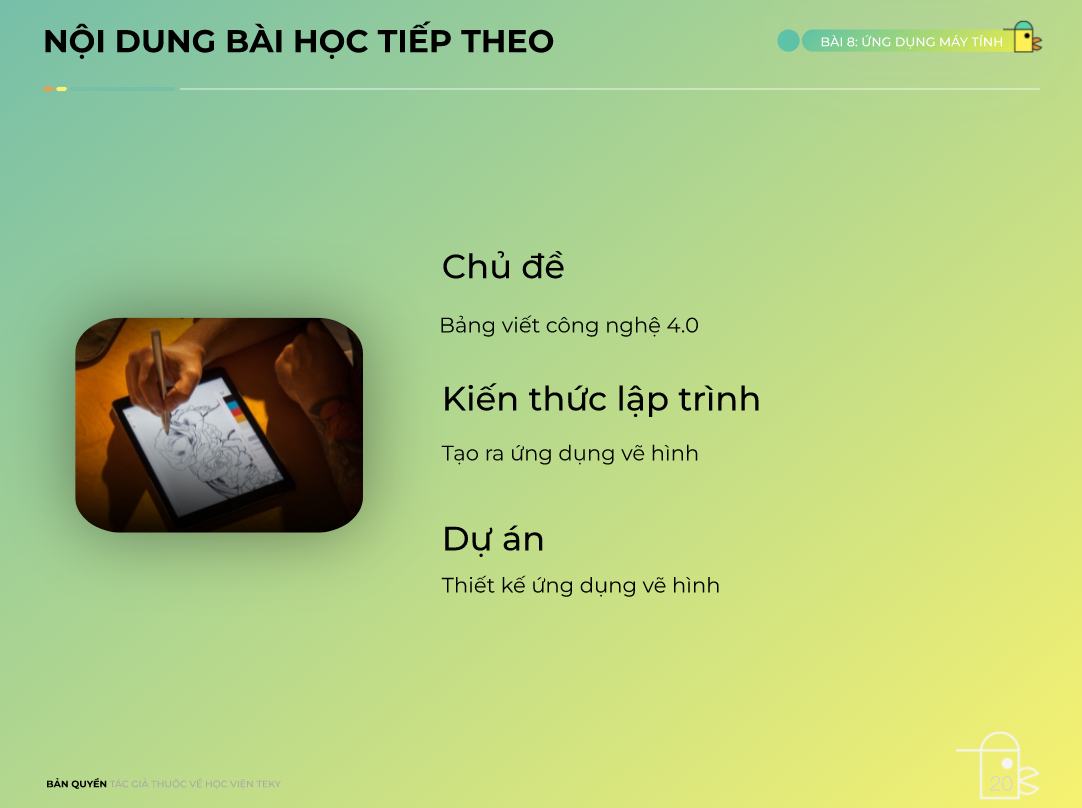 NỘI DUNG BÀI HỌC TIẾP THEO
BÀI 8: ỨNG DỤNG MÁY TÍNH
Chủ đề
Bảng viết công nghệ 4.0
Kiến thức lập trình
Tạo ra ứng dụng vẽ hình
Dự án
Thiết kế ứng dụng vẽ hình
BẢN QUYỀN TÁC GIẢ THUỘC VỀ HỌC VIỆN TEKY
20